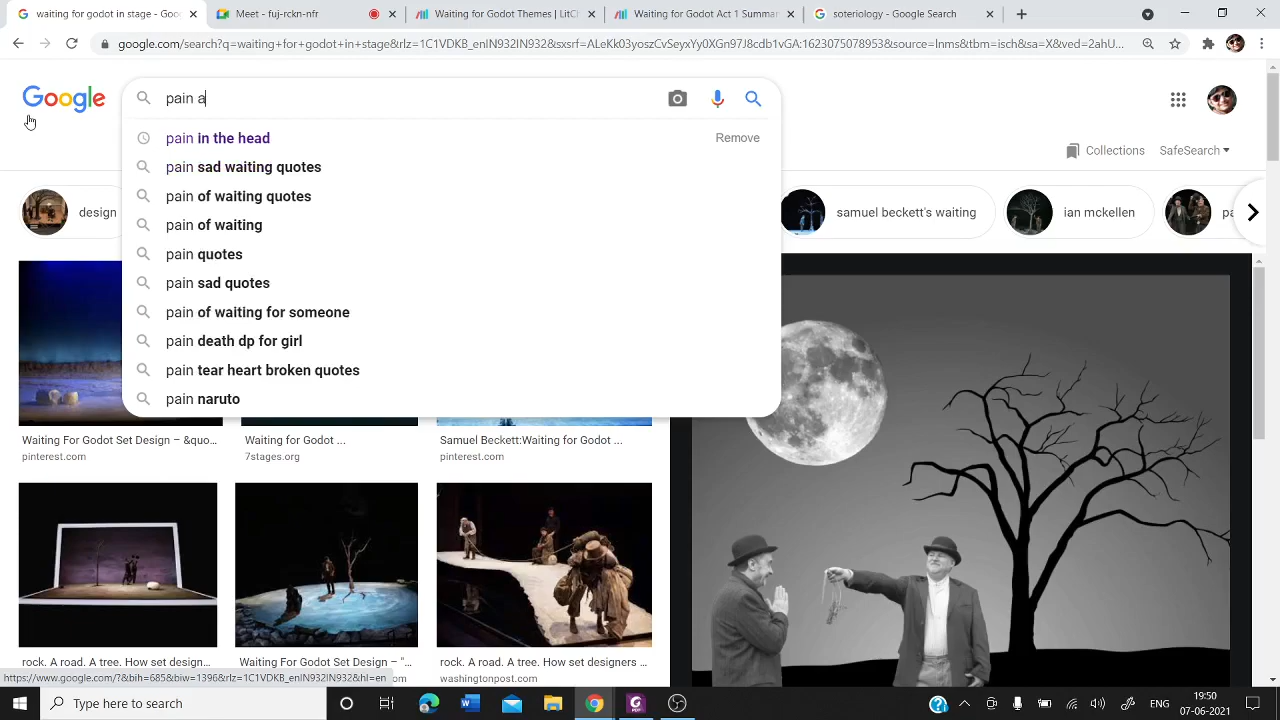 waiting for godot in stage - Goo
Meet - fuj-rckn-nfr
Waiting for Godot Themes | LitC
Waiting for Godot Act 1 Summar
soteriology - Google Search
google.com/search?q=waiting+for+godot+in+stage&rlz=1C1VDKB_enIN932IN932&sxsrf=ALeKk03yoszCvSeyxYy0XGn97J8cdb1vGA:1623075078953&source=lnms&tbm=isch&sa=X&ved=2ahU...
Google
pain a
pain in the head
Remove
pain sad waiting quotes
pain of waiting quotes
pain of waiting
pain quotes
pain sad quotes
pain of waiting for someone
pain death dp for girl
pain tear heart broken quotes
pain naruto
Collections
SafeSearch
design
samuel beckett's waiting
ian mckellen
pa
Waiting For Godot Set Design – &quo...
pinterest.com
Waiting for Godot ...
7stages.org
Samuel Beckett:Waiting for Godot ...
pinterest.com
rock. A road. A tree. How set design...
Waiting For Godot Set Design – "...
om
rock. A road. A tree. How set designers ...
washingtonpost.com
https://www.google.com/?&bih=685&biw=1396&rlz=1C1VDKB_enIN932IN932&hl=en
Type here to search
ENG
19:50
07-06-2021